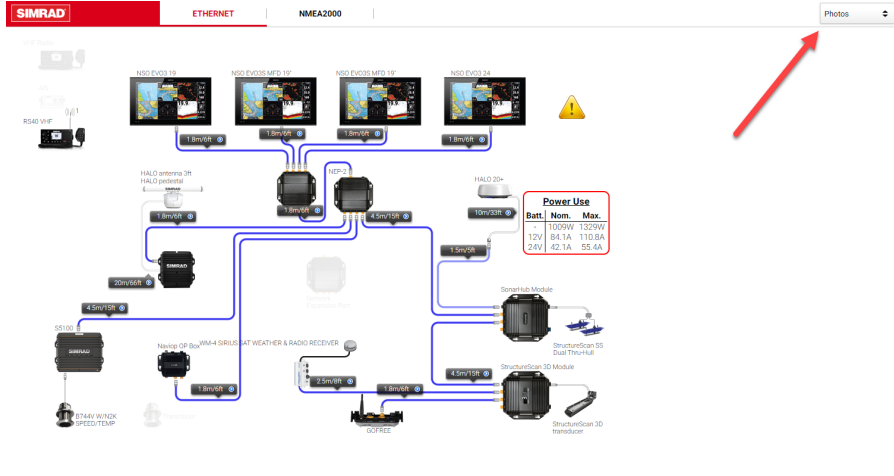 SIMRAD
ETHERNET
NMEA2000
Photos
VHF Radio
RS40 VHF
NSO EVO3 19
NSO EVO3S MFD 19"
NSO EVO3S MFD 19"
NSO EVO3 24
1.8m/6ft
1.8m/6ft
1.8m/6ft
1.8m/6ft
HALO antenna 3ft
HALO pedestal
SIMRAD
NEP-2
HALO 20+
1.8m/6ft
1.8m/6ft
4.5m/15ft
10m/33ft
Power Use
Batt. Nom. Max.
- 1009W 1329W
12V 84.1A 110.8A
24V 42.1A 55.4A
1.5m/5ft
SIMRAD
20m/66ft
Network
SonarHub Module
4.5m/15ft
S5100
SIMRAD
Naviop OP Box
WM-4 SIRIUS SAT WEATHER & RADIO RECEIVER
StructureScan SS
Dual Thru-Hull
4.5m/15ft
StructureScan 3D Module
1.8m/6ft
2.5m/8ft
1.8m/6ft
B744V W/N2K
SPEED/TEMP
Transducer
GOFREE
StructureScan 3D
transducer